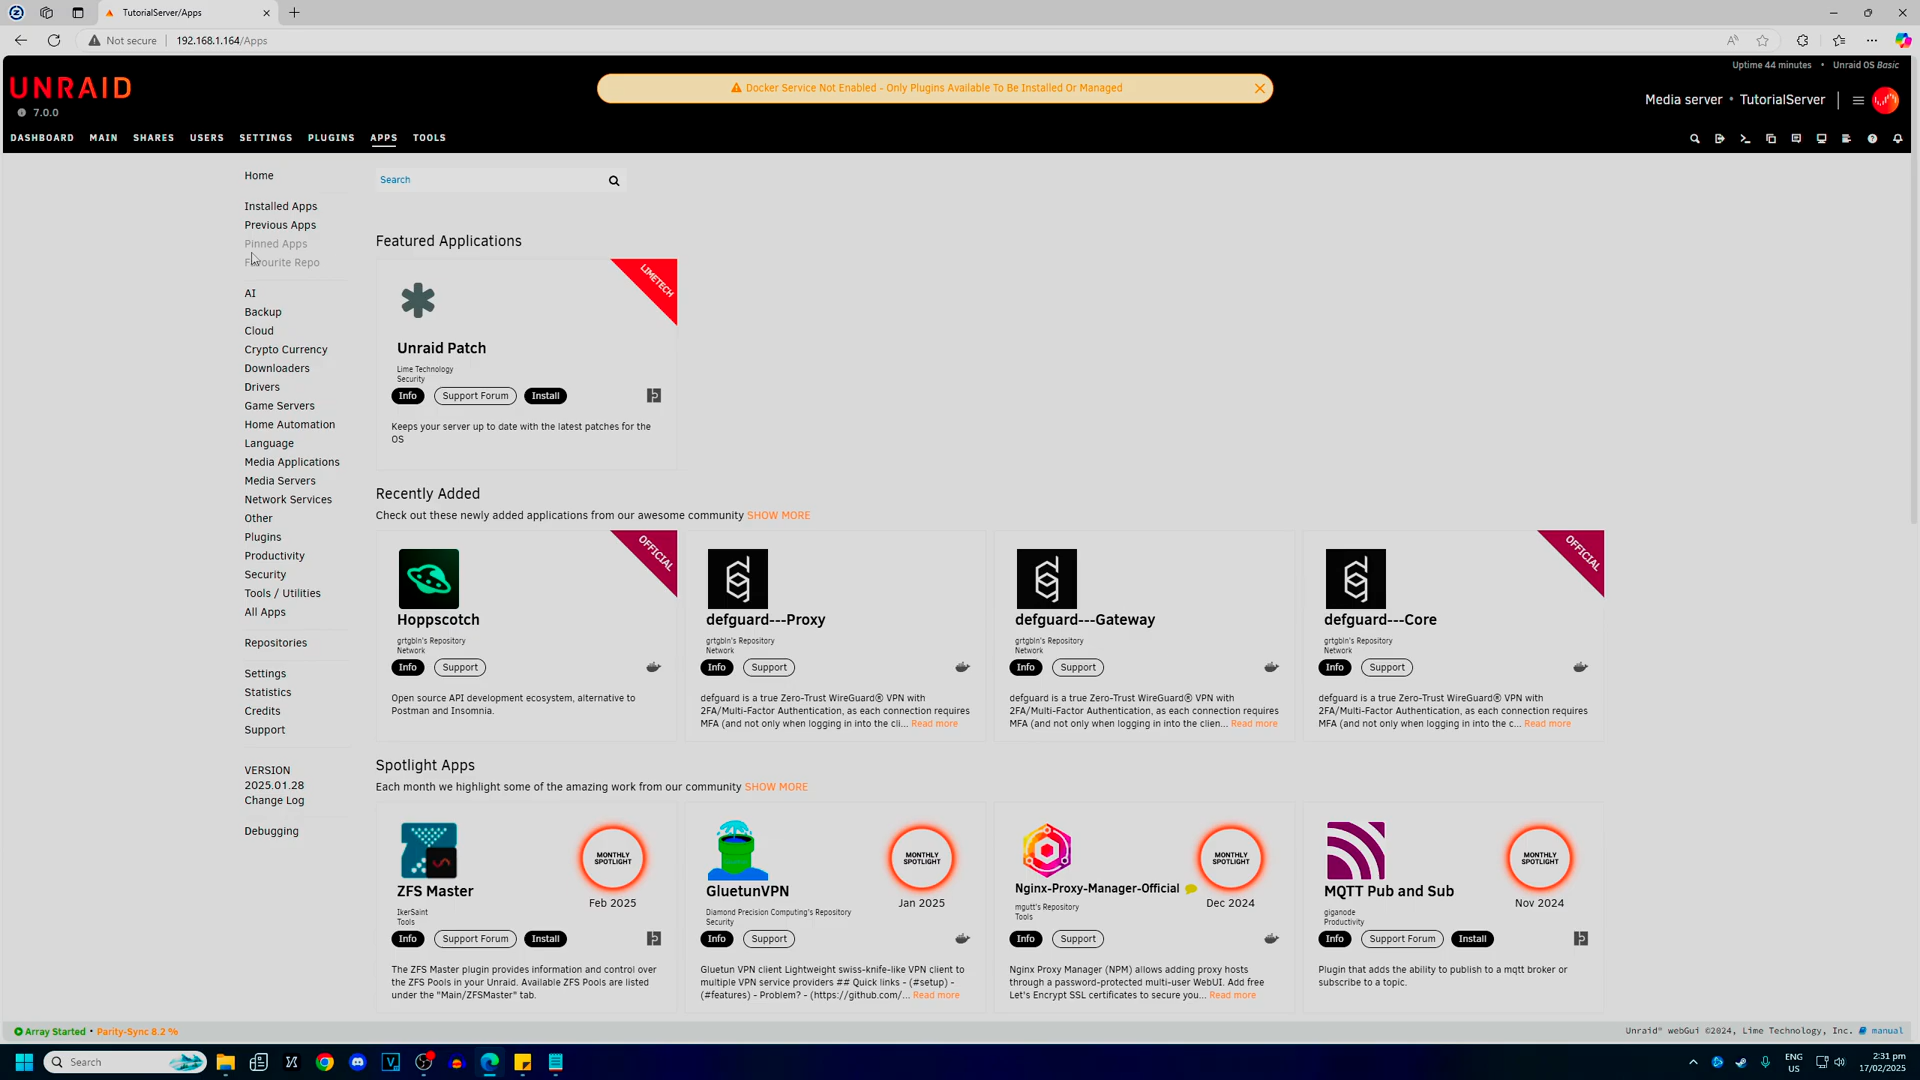 TutorialServer/Apps
Not secure
192.168.1.164/Apps
Uptime 44 minutes • Unraid OS Basic
UNRAID
Docker Service Not Enabled - Only Plugins Available To Be Installed Or Managed
Media server • TutorialServer
7.0.0
DASHBOARD MAIN SHARES USERS SETTINGS PLUGINS APPS TOOLS
Home
Installed Apps
Previous Apps
Pinned Apps
Favourite Repo
AI
Backup
Cloud
Crypto Currency
Downloaders
Drivers
Game Servers
Home Automation
Language
Media Applications
Media Servers
Network Services
Other
Plugins
Productivity
Security
Tools / Utilities
All Apps
Repositories
Settings
Statistics
Credits
Support
VERSION
2025.01.28
Change Log
Debugging
Search
Featured Applications
LIMETECH
Unraid Patch
Lime Technology
Security
Info Support Forum Install
Keeps your server up to date with the latest patches for the
OS
Recently Added
Check out these newly added applications from our awesome community SHOW MORE
OFFICIAL
Hoppscotch
grtgbln's Repository
Network
Info Support
Open source API development ecosystem, alternative to
Postman and Insomnia.
defguard---Proxy
grtgbln's Repository
Network
Info Support
defguard is a true Zero-Trust WireGuard® VPN with
2FA/Multi-Factor Authentication, as each connection requires
MFA (and not only when logging in into the cli... Read more
defguard---Gateway
grtgbln's Repository
Network
Info Support
defguard is a true Zero-Trust WireGuard® VPN with
2FA/Multi-Factor Authentication, as each connection requires
MFA (and not only when logging in into the clien... Read more
OFFICIAL
defguard---Core
grtgbln's Repository
Network
Info Support
defguard is a true Zero-Trust WireGuard® VPN with
2FA/Multi-Factor Authentication, as each connection requires
MFA (and not only when logging in into the c... Read more
Spotlight Apps
Each month we highlight some of the amazing work from our community SHOW MORE
MONTHLY
SPOTLIGHT
Feb 2025
ZFS Master
IkerSaint
Tools
Info Support Forum Install
The ZFS Master plugin provides information and control over
the ZFS Pools in your Unraid. Available ZFS Pools are listed
under the "Main/ZFSMaster" tab.
MONTHLY
SPOTLIGHT
Jan 2025
GluetunVPN
Diamond Precision Computing's Repository
Security
Info Support
Gluetun VPN client Lightweight swiss-knife-like VPN client to
multiple VPN service providers ## Quick links - (#setup) -
(#features) - Problem? - (https://github.com/... Read more
MONTHLY
SPOTLIGHT
Dec 2024
Nginx-Proxy-Manager-Official
mgutt's Repository
Tools
Info Support
Nginx Proxy Manager (NPM) allows adding proxy hosts
through a password-protected multi-user WebUI. Add free
Let's Encrypt SSL certificates to secure you... Read more
MONTHLY
SPOTLIGHT
Nov 2024
MQTT Pub and Sub
giganode
Productivity
Info Support Forum Install
Plugin that adds the ability to publish to a mqtt broker or
subscribe to a topic.
Array Started • Parity-Sync 8.2 %
Unraid® webGui ©2024, Lime Technology, Inc. manual
Search
ENG
US
2:31 pm
17/02/2025